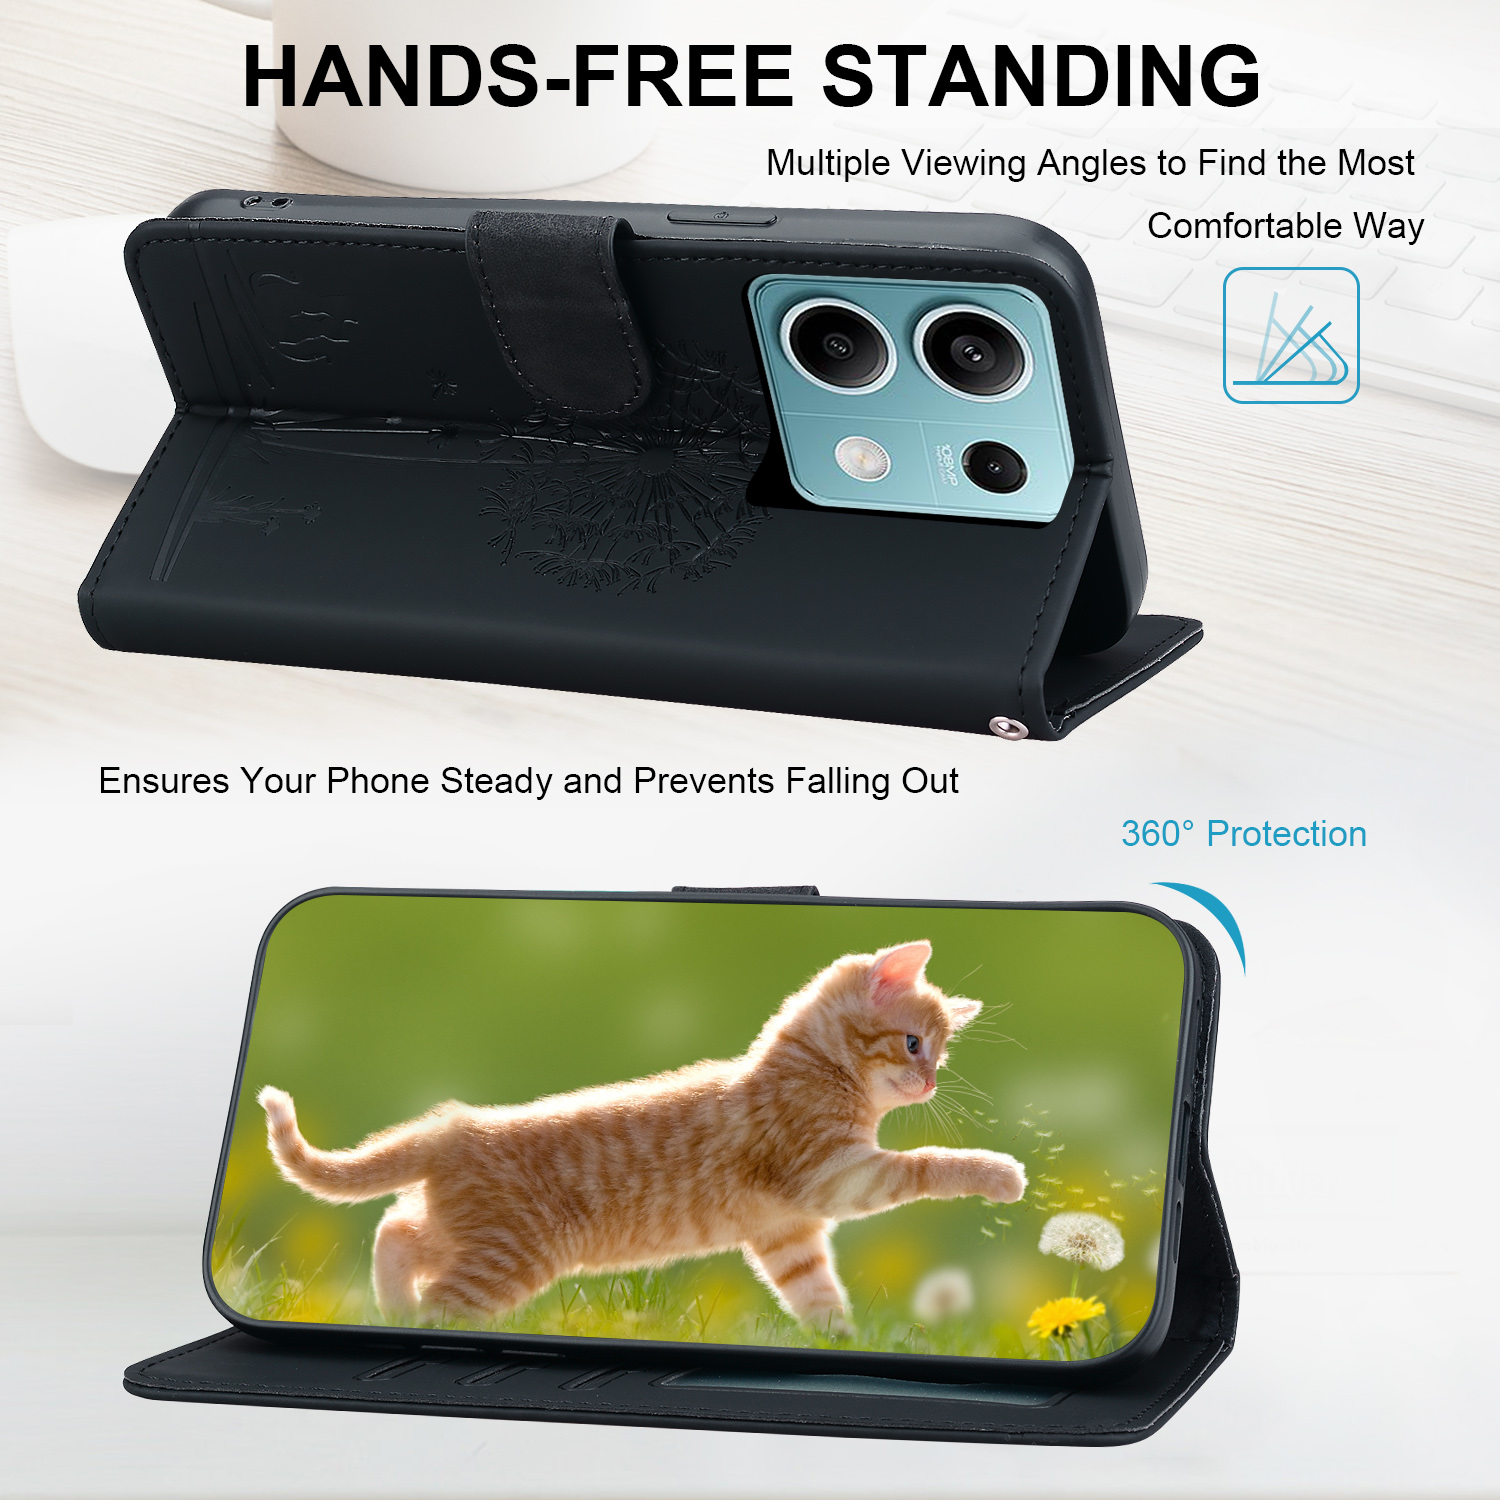 HANDS-FREE STANDING
Multiple Viewing Angles to Find the Most
Comfortable Way
108MP
Ensures Your Phone Steady and Prevents Falling Out
360° Protection